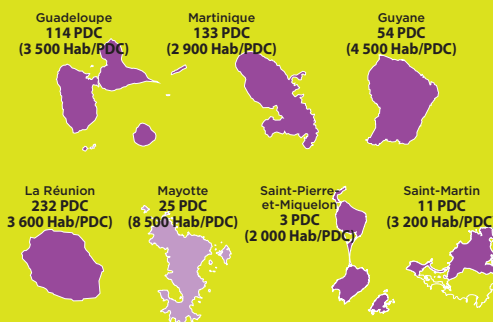 Guadeloupe
114 PDC
(3 500 Hab/PDC)
Martinique
133 PDC
(2 900 Hab/PDC)
Guyane
54 PDC
(4 500 Hab/PDC)
La Réunion
232 PDC
3 600 Hab/PDC)
Mayotte
25 PDC
(8 500 Hab/PDC)
Saint-Pierre-
et-Miquelon
3 PDC
(2 000 Hab/PDC)
Saint-Martin
11 PDC
(3 200 Hab/PDC